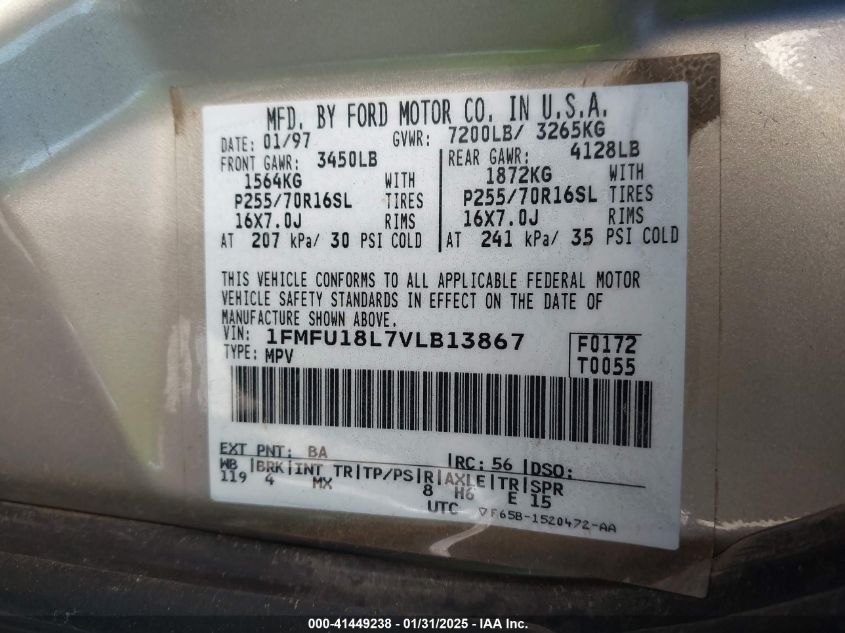 MFD. BY FORD MOTOR CO. IN U.S.A.
DATE: 01/97 GVWR: 7200LB/ 3265KG
FRONT GAWR: 3450LB REAR GAWR: 4128LB
1564KG WITH 1872KG WITH
P255/70R16SL TIRES P255/70R16SL TIRES
16X7.0J RIMS 16X7.0J RIMS
AT 207 kPa/ 30 PSI COLD AT 241 kPa/ 35 PSI COLD
THIS VEHICLE CONFORMS TO ALL APPLICABLE FEDERAL MOTOR
VEHICLE SAFETY STANDARDS IN EFFECT ON THE DATE OF
MANUFACTURE SHOWN ABOVE.
VIN: 1FMFU18L7VLB13867 F0172
TYPE: MPV T0055
EXT PNT: BA RC: 56 DSO:
WB BRK INT TR TP/PS R AXLE TR SPR
119 4 MX 8 H6 E 15
UTC ▽F65B-1520472-AA
000-41449238 - 01/31/2025 - IAA Inc.